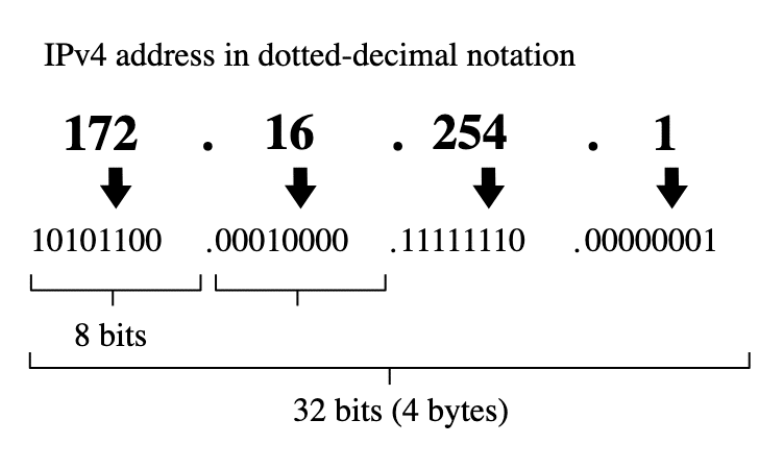 IPv4 address in dotted-decimal notation
172 . 16 . 254 . 1
10101100 .00010000 .11111110 .00000001
8 bits
32 bits (4 bytes)